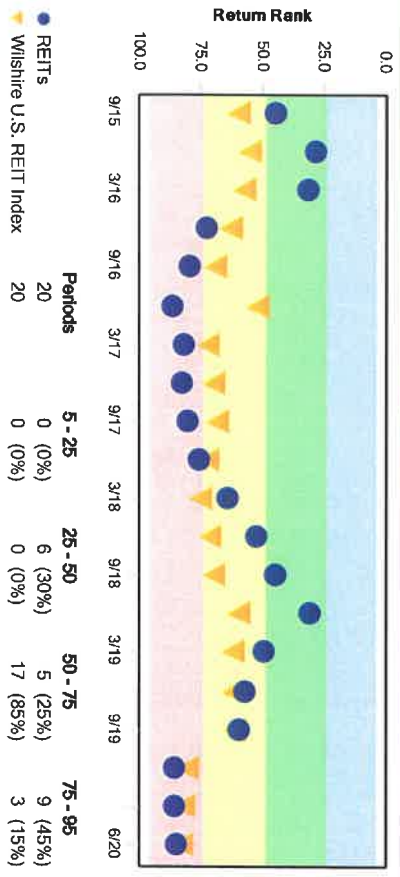 Return Rank
0.0
25.0
50.0
75.0
100.0
9/15 3/16 9/16 3/17 9/17 3/18 9/18 3/19 9/19 6/20
Periods 5 - 25 25 - 50 50 - 75 75 - 95
REITs 20 0 (0%) 6 (30%) 5 (25%) 9 (45%)
Wilshire U.S. REIT Index 20 0 (0%) 0 (0%) 17 (85%) 3 (15%)